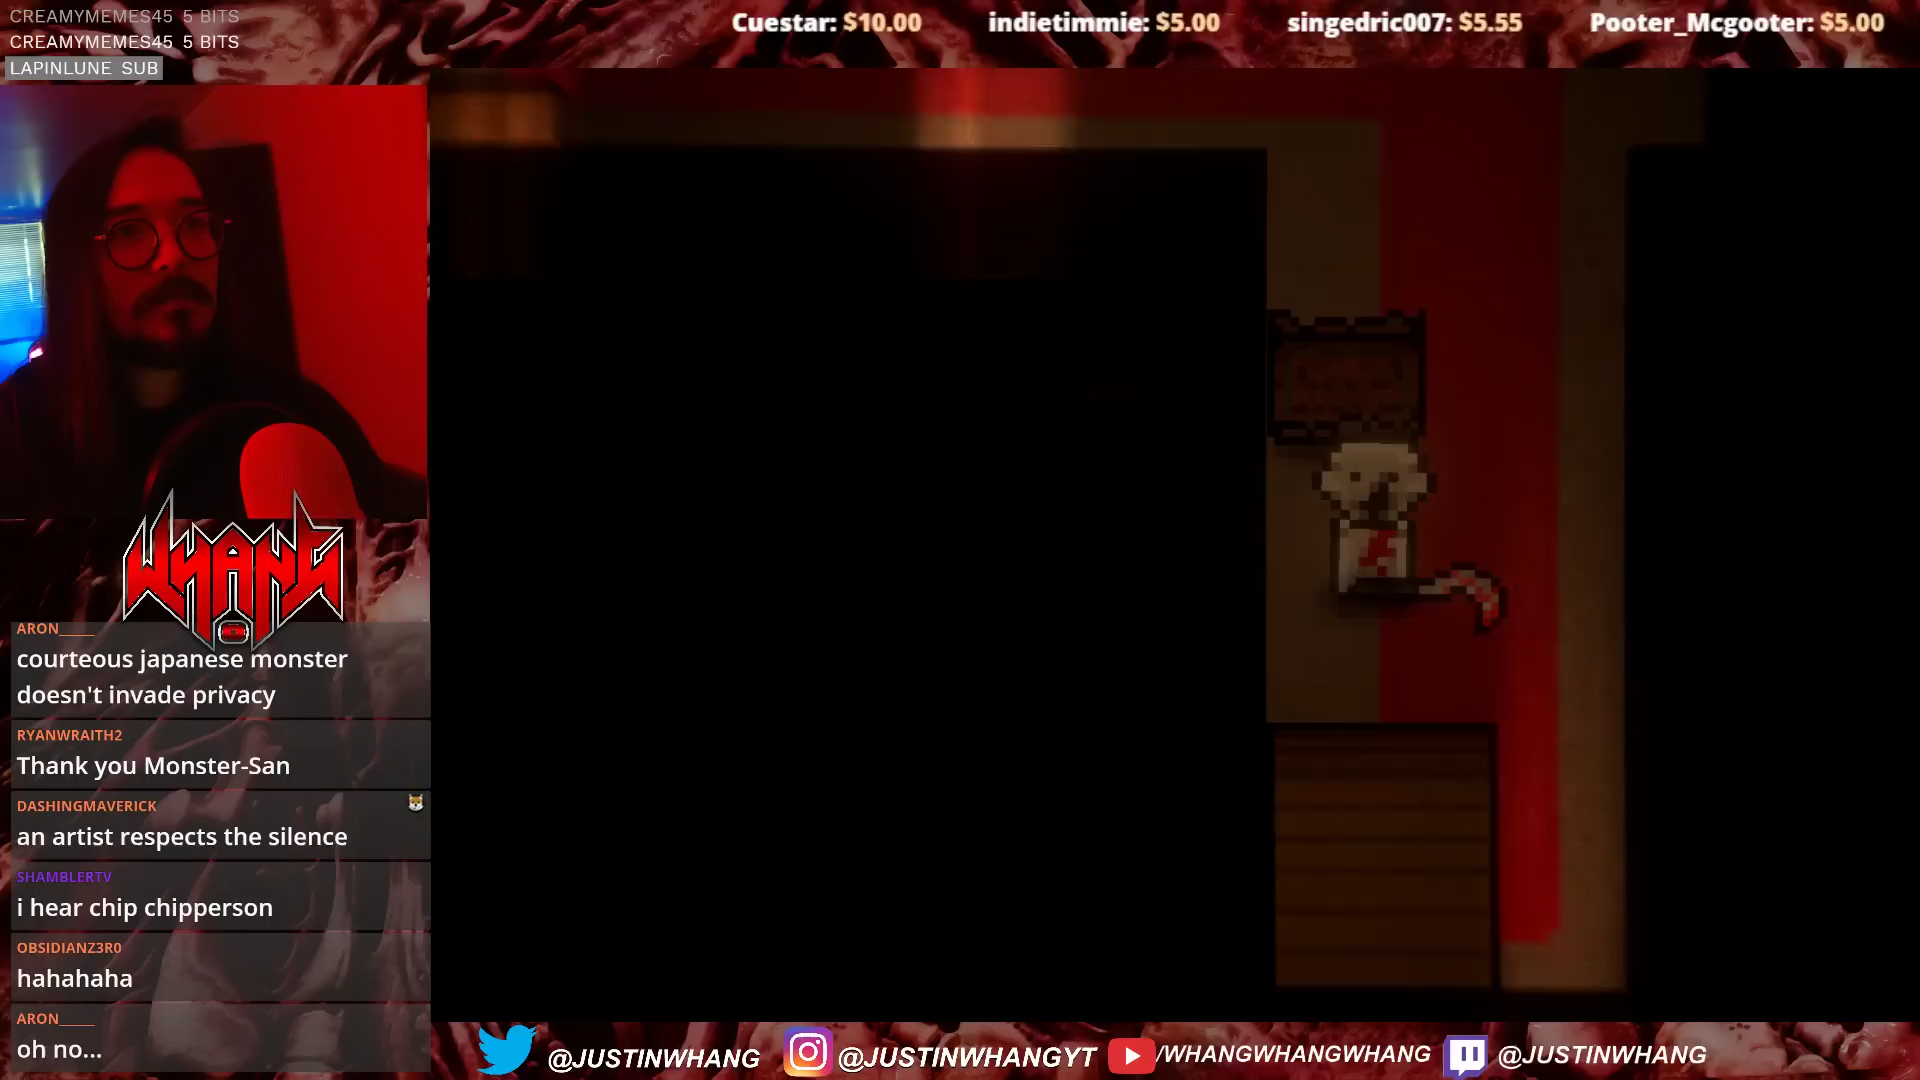 CREAMYMEMES45 5 BITS
CREAMYMEMES45 5 BITS
LAPINLUNE SUB
Cuestar: $10.00 indietimmie: $5.00 singedric007: $5.55 Pooter_Mcgooter: $5.00
WHANG
ARON_____
courteous japanese monster
doesn't invade privacy
RYANWRAITH2
Thank you Monster-San
DASHINGMAVERICK
an artist respects the silence
SHAMBLERTV
i hear chip chipperson
OBSIDIANZ3R0
hahahaha
ARON_____
oh no...
@JUSTINWHANG @JUSTINWHANGYT /WHANGWHANGWHANG @JUSTINWHANG